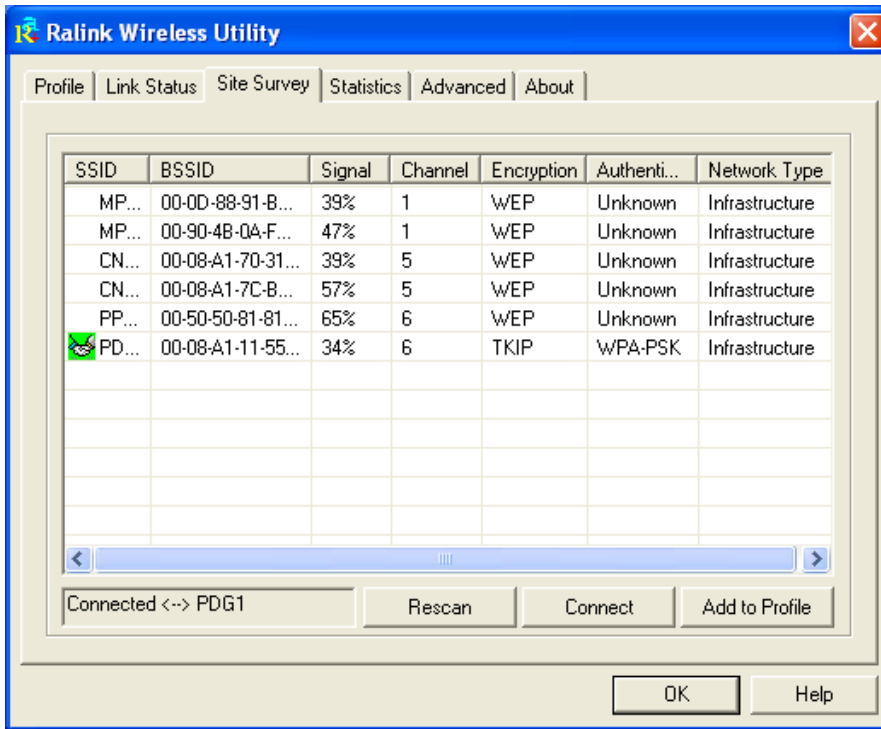 Ralink Wireless Utility
Profile Link Status Site Survey Statistics Advanced About
SSID BSSID Signal Channel Encryption Authenti... Network Type
MP... 00-0D-88-91-B... 39% 1 WEP Unknown Infrastructure
MP... 00-90-4B-0A-F... 47% 1 WEP Unknown Infrastructure
CN... 00-08-A1-70-31... 39% 5 WEP Unknown Infrastructure
CN... 00-08-A1-7C-B... 57% 5 WEP Unknown Infrastructure
PP... 00-50-50-81-81... 65% 6 WEP Unknown Infrastructure
PD... 00-08-A1-11-55... 34% 6 TKIP WPA-PSK Infrastructure
Connected <--> PDG1 Rescan Connect Add to Profile
OK Help